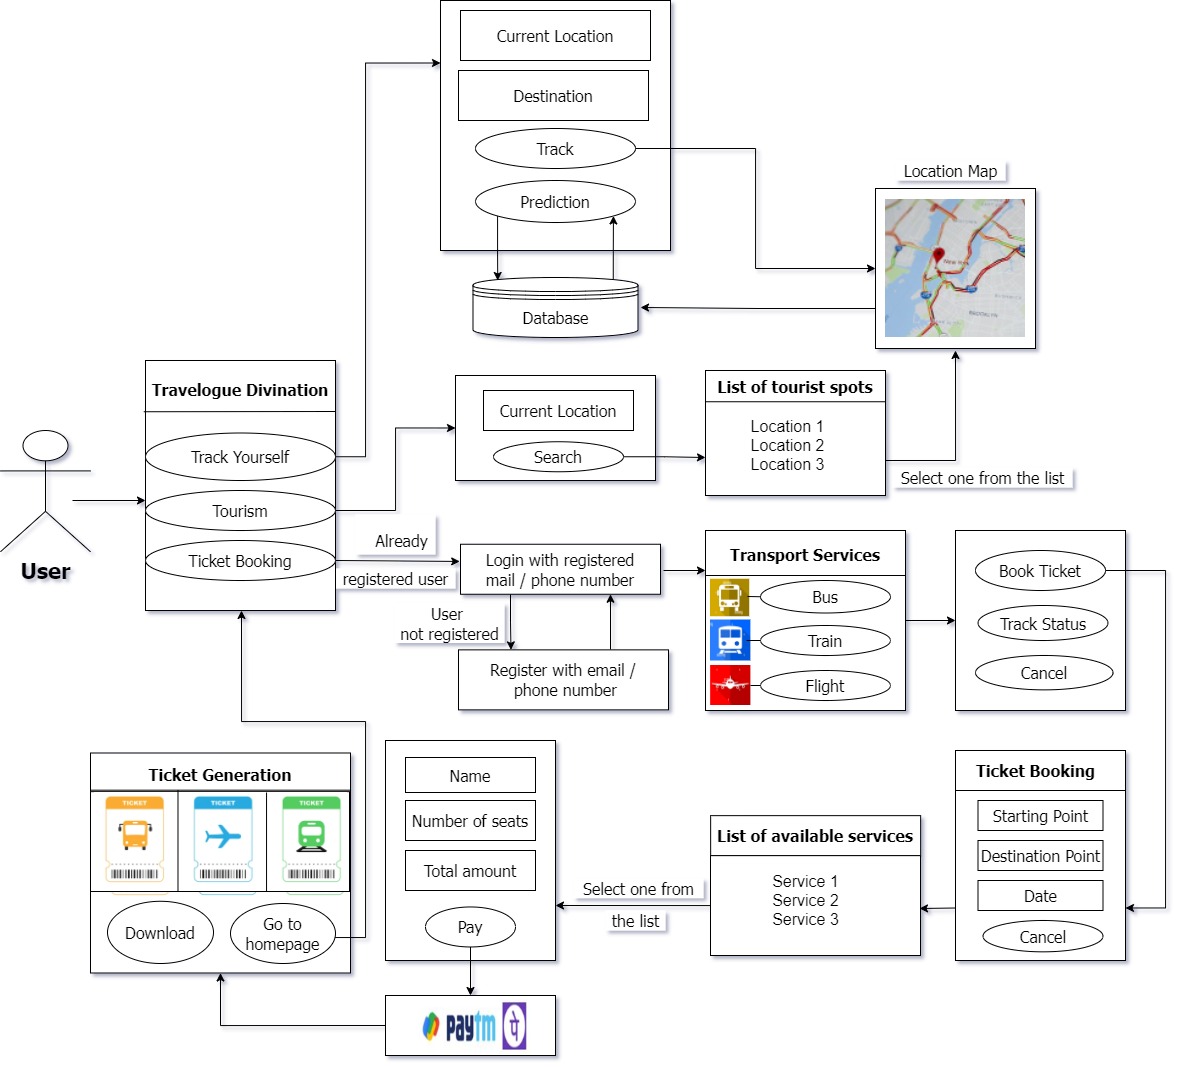 Current Location
Destination
Track
Prediction
Database
Location Map
New York
BROOKLYN
Travelogue Divination
Track Yourself
Tourism
Ticket Booking
User
Current Location
Search
List of tourist spots
Location 1
Location 2
Location 3
Select one from the list
Already
registered user
Login with registered
mail / phone number
User
not registered
Register with email /
phone number
Transport Services
Bus
Train
Flight
Book Ticket
Track Status
Cancel
Ticket Booking
Starting Point
Destination Point
Date
Cancel
List of available services
Service 1
Service 2
Service 3
Select one from
the list
Name
Number of seats
Total amount
Pay
paytm
पे
Ticket Generation
TICKET
TICKET
TICKET
Download
Go to
homepage